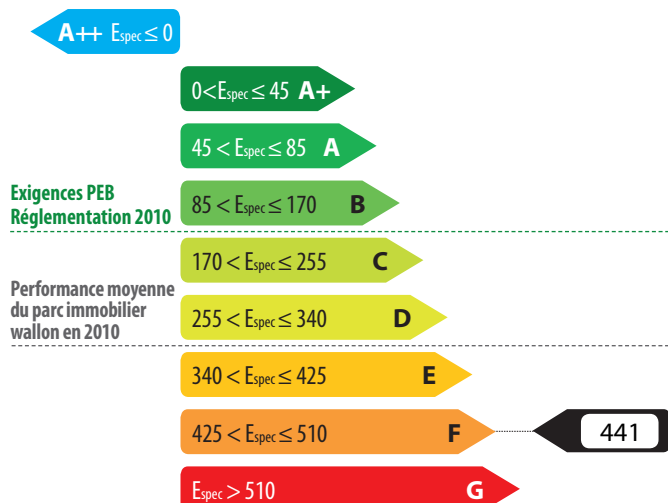 A++ Espec ≤ 0
0<Espec ≤ 45 A+
45 < Espec ≤ 85 A
Exigences PEB
Réglementation 2010
85 < Espec ≤ 170 B
170 < Espec ≤ 255 C
Performance moyenne
du parc immobilier
wallon en 2010
255 < Espec ≤ 340 D
340 < Espec ≤ 425 E
425 < Espec ≤ 510 F
441
Espec > 510 G